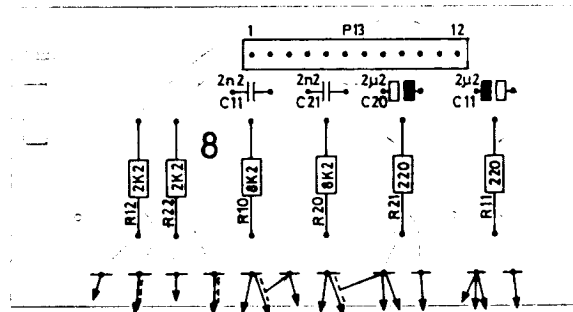 1 P13 12
2n2 2n2 2µ2 2µ2
C11 C21 C20 C11
8
2K2 2K2 8K2 8K2 220 220
R12 R22 R10 R20 R21 R11